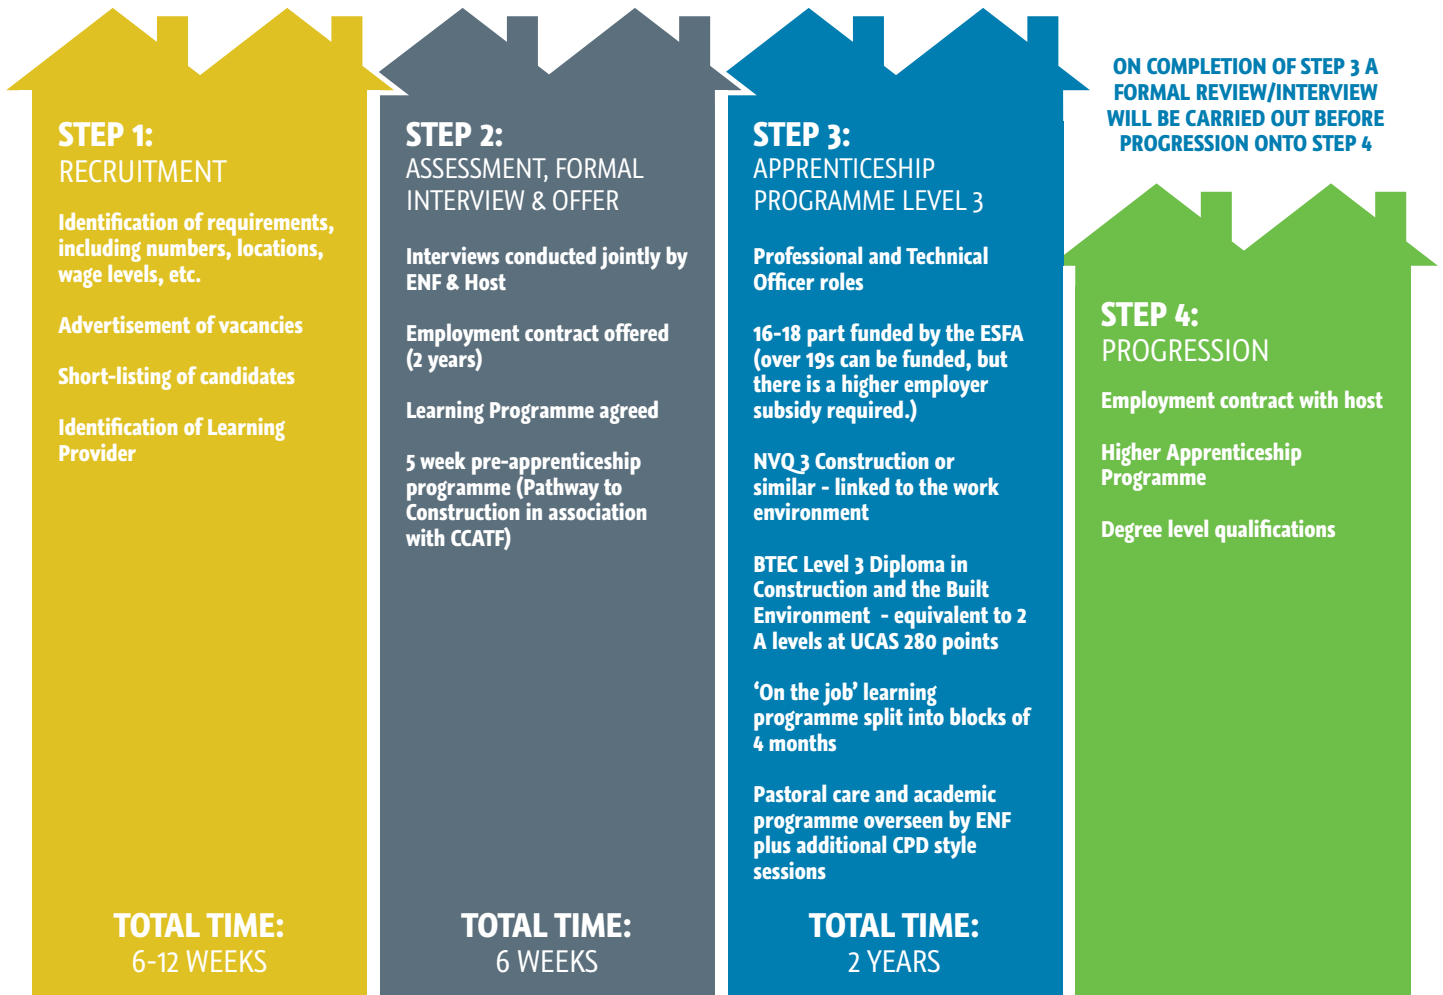 STEP 1:
RECRUITMENT
Identification of requirements,
including numbers, locations,
wage levels, etc.
Advertisement of vacancies
Short-listing of candidates
Identification of Learning
Provider
TOTAL TIME:
6-12 WEEKS
STEP 2:
ASSESSMENT, FORMAL
INTERVIEW & OFFER
Interviews conducted jointly by
ENF & Host
Employment contract offered
(2 years)
Learning Programme agreed
5 week pre-apprenticeship
programme (Pathway to
Construction in association
with CCATF)
TOTAL TIME:
6 WEEKS
STEP 3:
APPRENTICESHIP
PROGRAMME LEVEL 3
Professional and Technical
Officer roles
16-18 part funded by the ESFA
(over 19s can be funded, but
there is a higher employer
subsidy required.)
NVQ 3 Construction or
similar - linked to the work
environment
BTEC Level 3 Diploma in
Construction and the Built
Environment  - equivalent to 2
A levels at UCAS 280 points
‘On the job’ learning
programme split into blocks of
4 months
Pastoral care and academic
programme overseen by ENF
plus additional CPD style
sessions
TOTAL TIME:
2 YEARS
ON COMPLETION OF STEP 3 A
FORMAL REVIEW/INTERVIEW
WILL BE CARRIED OUT BEFORE
PROGRESSION ONTO STEP 4
STEP 4:
PROGRESSION
Employment contract with host
Higher Apprenticeship
Programme
Degree level qualifications